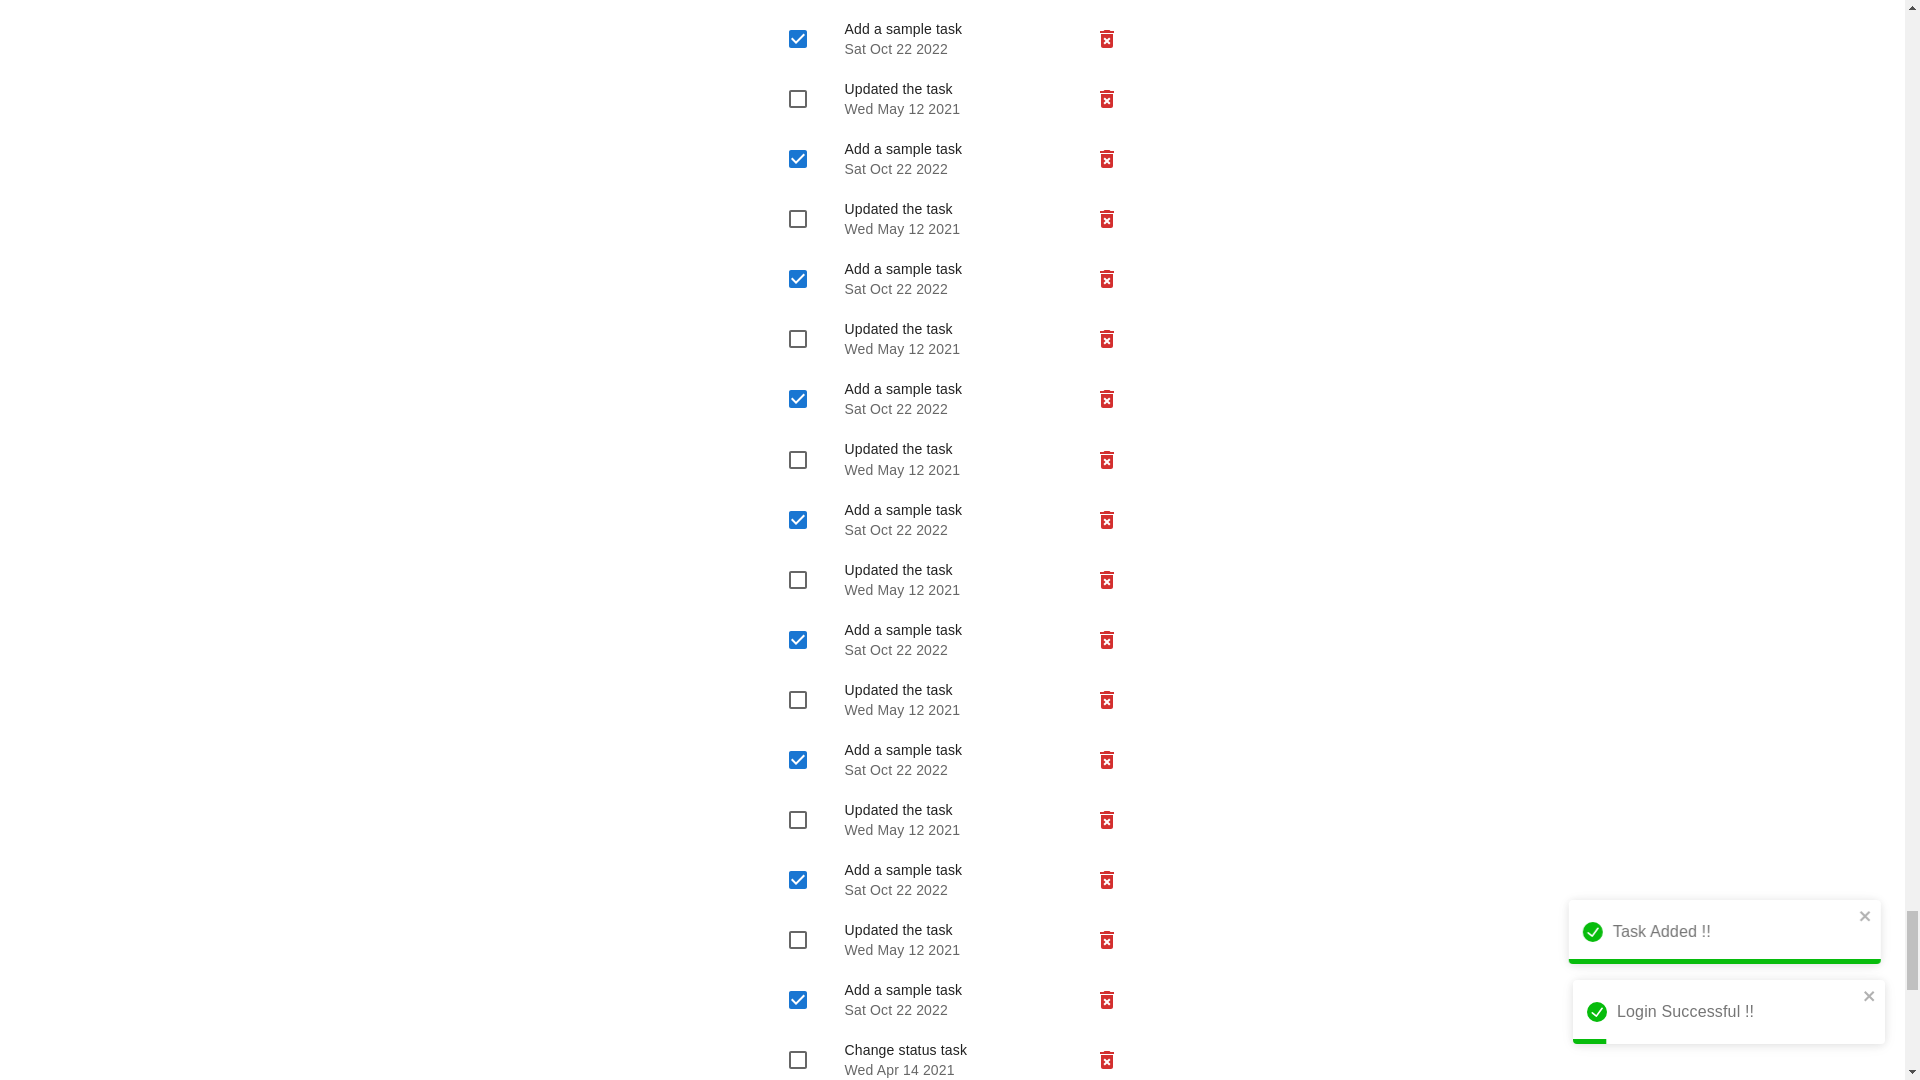 Add a sample task
Sat Oct 22 2022
Updated the task
Wed May 12 2021
Add a sample task
Sat Oct 22 2022
Updated the task
Wed May 12 2021
Add a sample task
Sat Oct 22 2022
Updated the task
Wed May 12 2021
Add a sample task
Sat Oct 22 2022
Updated the task
Wed May 12 2021
Add a sample task
Sat Oct 22 2022
Updated the task
Wed May 12 2021
Add a sample task
Sat Oct 22 2022
Updated the task
Wed May 12 2021
Add a sample task
Sat Oct 22 2022
Updated the task
Wed May 12 2021
Add a sample task
Sat Oct 22 2022
Updated the task
Wed May 12 2021
Add a sample task
Sat Oct 22 2022
Change status task
Wed Apr 14 2021
Task Added !!
Login Successful !!